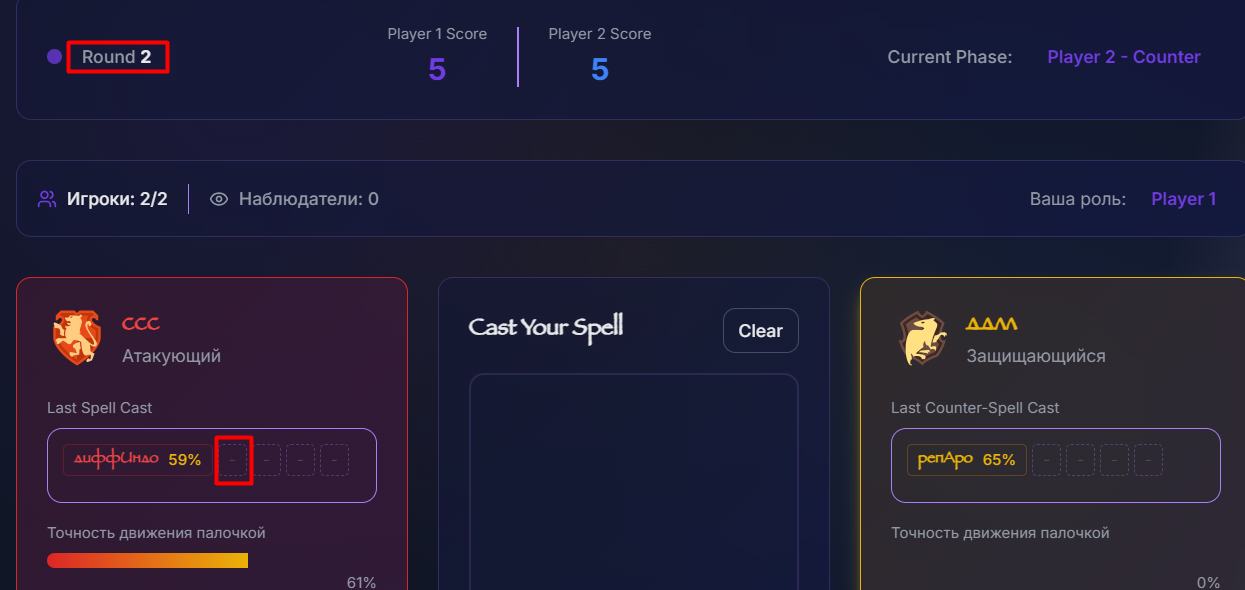 Round 2
Player 1 Score
5
Player 2 Score
5
Current Phase: Player 2 - Counter
Игроки: 2/2
Наблюдатели: 0
Ваша роль: Player 1
ссс
Атакующий
Last Spell Cast
диффИндо 59% - - - -
Точность движения палочкой
61%
Cast Your Spell
Clear
ддлл
Защищающийся
Last Counter-Spell Cast
репАро 65% - - - -
Точность движения палочкой
0%